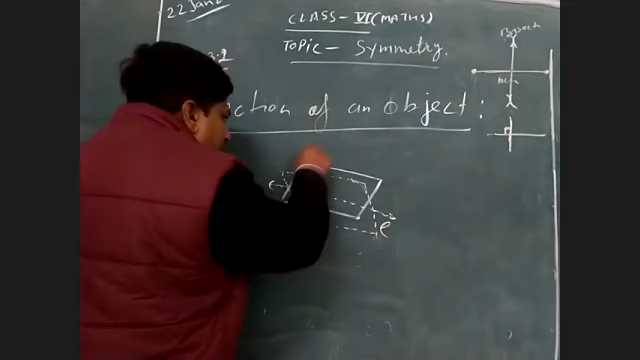 22 Jan
CLASS - VI (MATHS)
TOPIC - Symmetry.
ction of an Object :
l
l